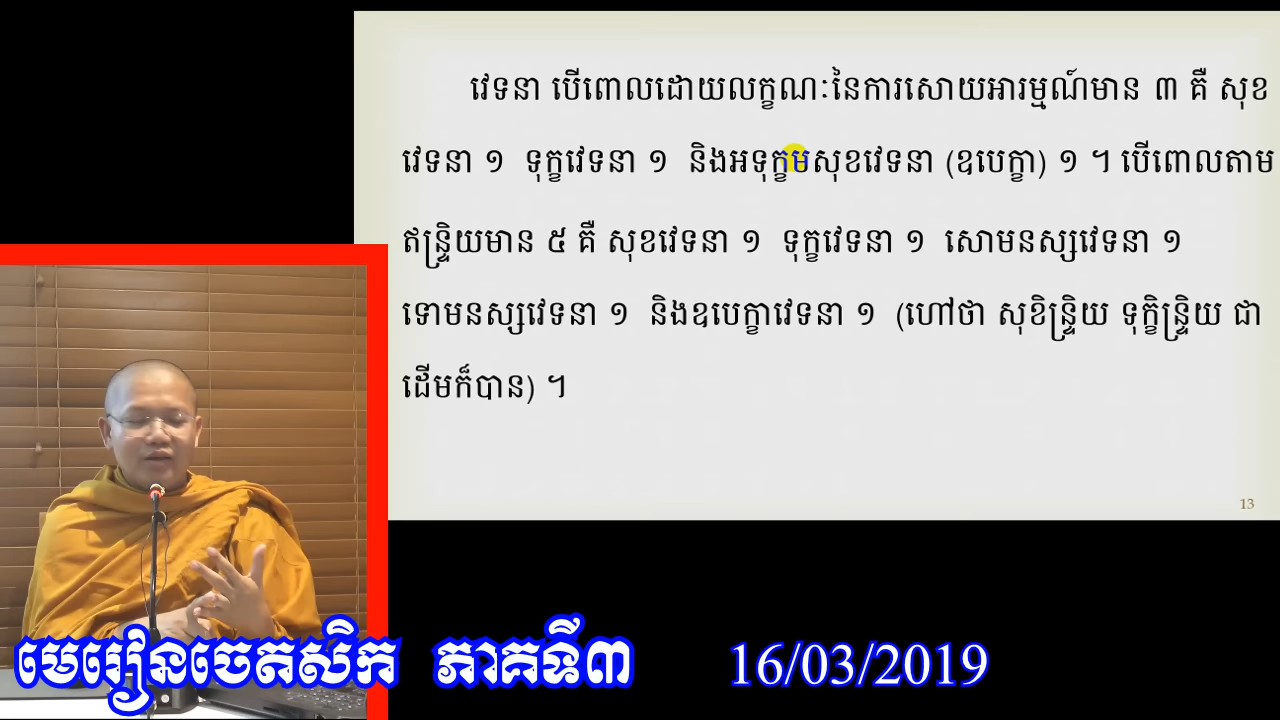 វេទនា បើពោលដោយលក្ខណៈនៃការសោយអារម្មណ៍មាន ៣ គឺ សុខ
វេទនា ១ ទុក្ខវេទនា ១ និងអទុក្ខមសុខវេទនា (ឧបេក្ខា) ១ ។ បើពោលតាម
ឥន្ទ្រិយមាន ៥ គឺ សុខវេទនា ១ ទុក្ខវេទនា ១ សោមនស្សវេទនា ១
ទោមនស្សវេទនា ១ និងឧបេក្ខាវេទនា ១ (ហៅថា សុខិន្ទ្រិយ ទុក្ខិន្ទ្រិយ ជា
ដើមក៏បាន) ។
13
មេរៀនចេតសិក ភាគទី៣ 16/03/2019